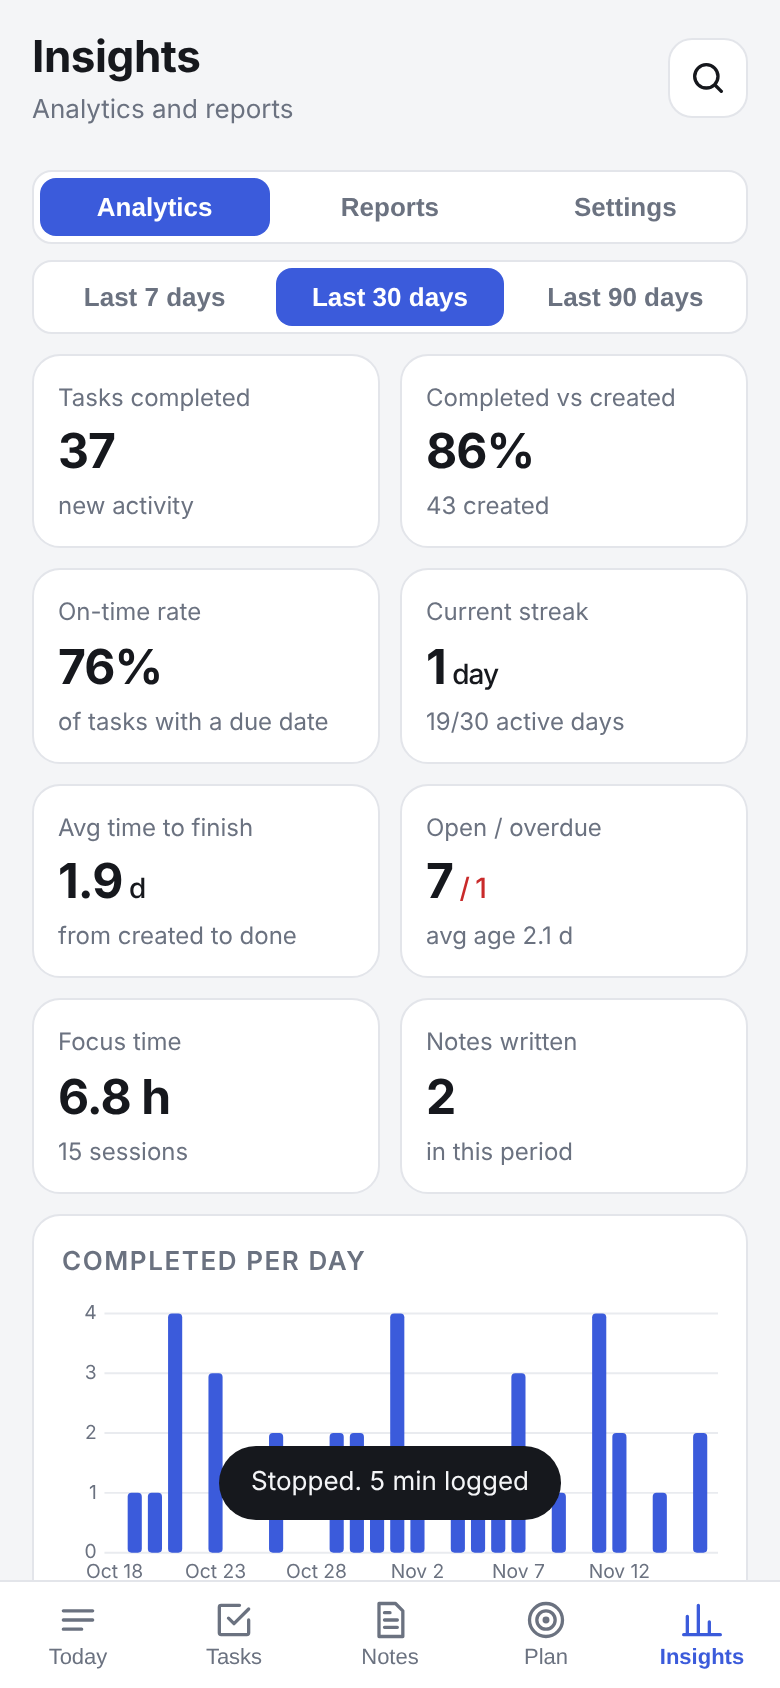 Insights
Analytics and reports
Analytics Reports Settings
Last 7 days Last 30 days Last 90 days
Tasks completed
37
new activity
Completed vs created
86%
43 created
On-time rate
76%
of tasks with a due date
Current streak
1 day
19/30 active days
Avg time to finish
1.9 d
from created to done
Open / overdue
7 / 1
avg age 2.1 d
Focus time
6.8 h
15 sessions
Notes written
2
in this period
COMPLETED PER DAY
4
3
2
1
0
Oct 18 Oct 23 Oct 28 Nov 2 Nov 7 Nov 12
Stopped. 5 min logged
Today Tasks Notes Plan Insights